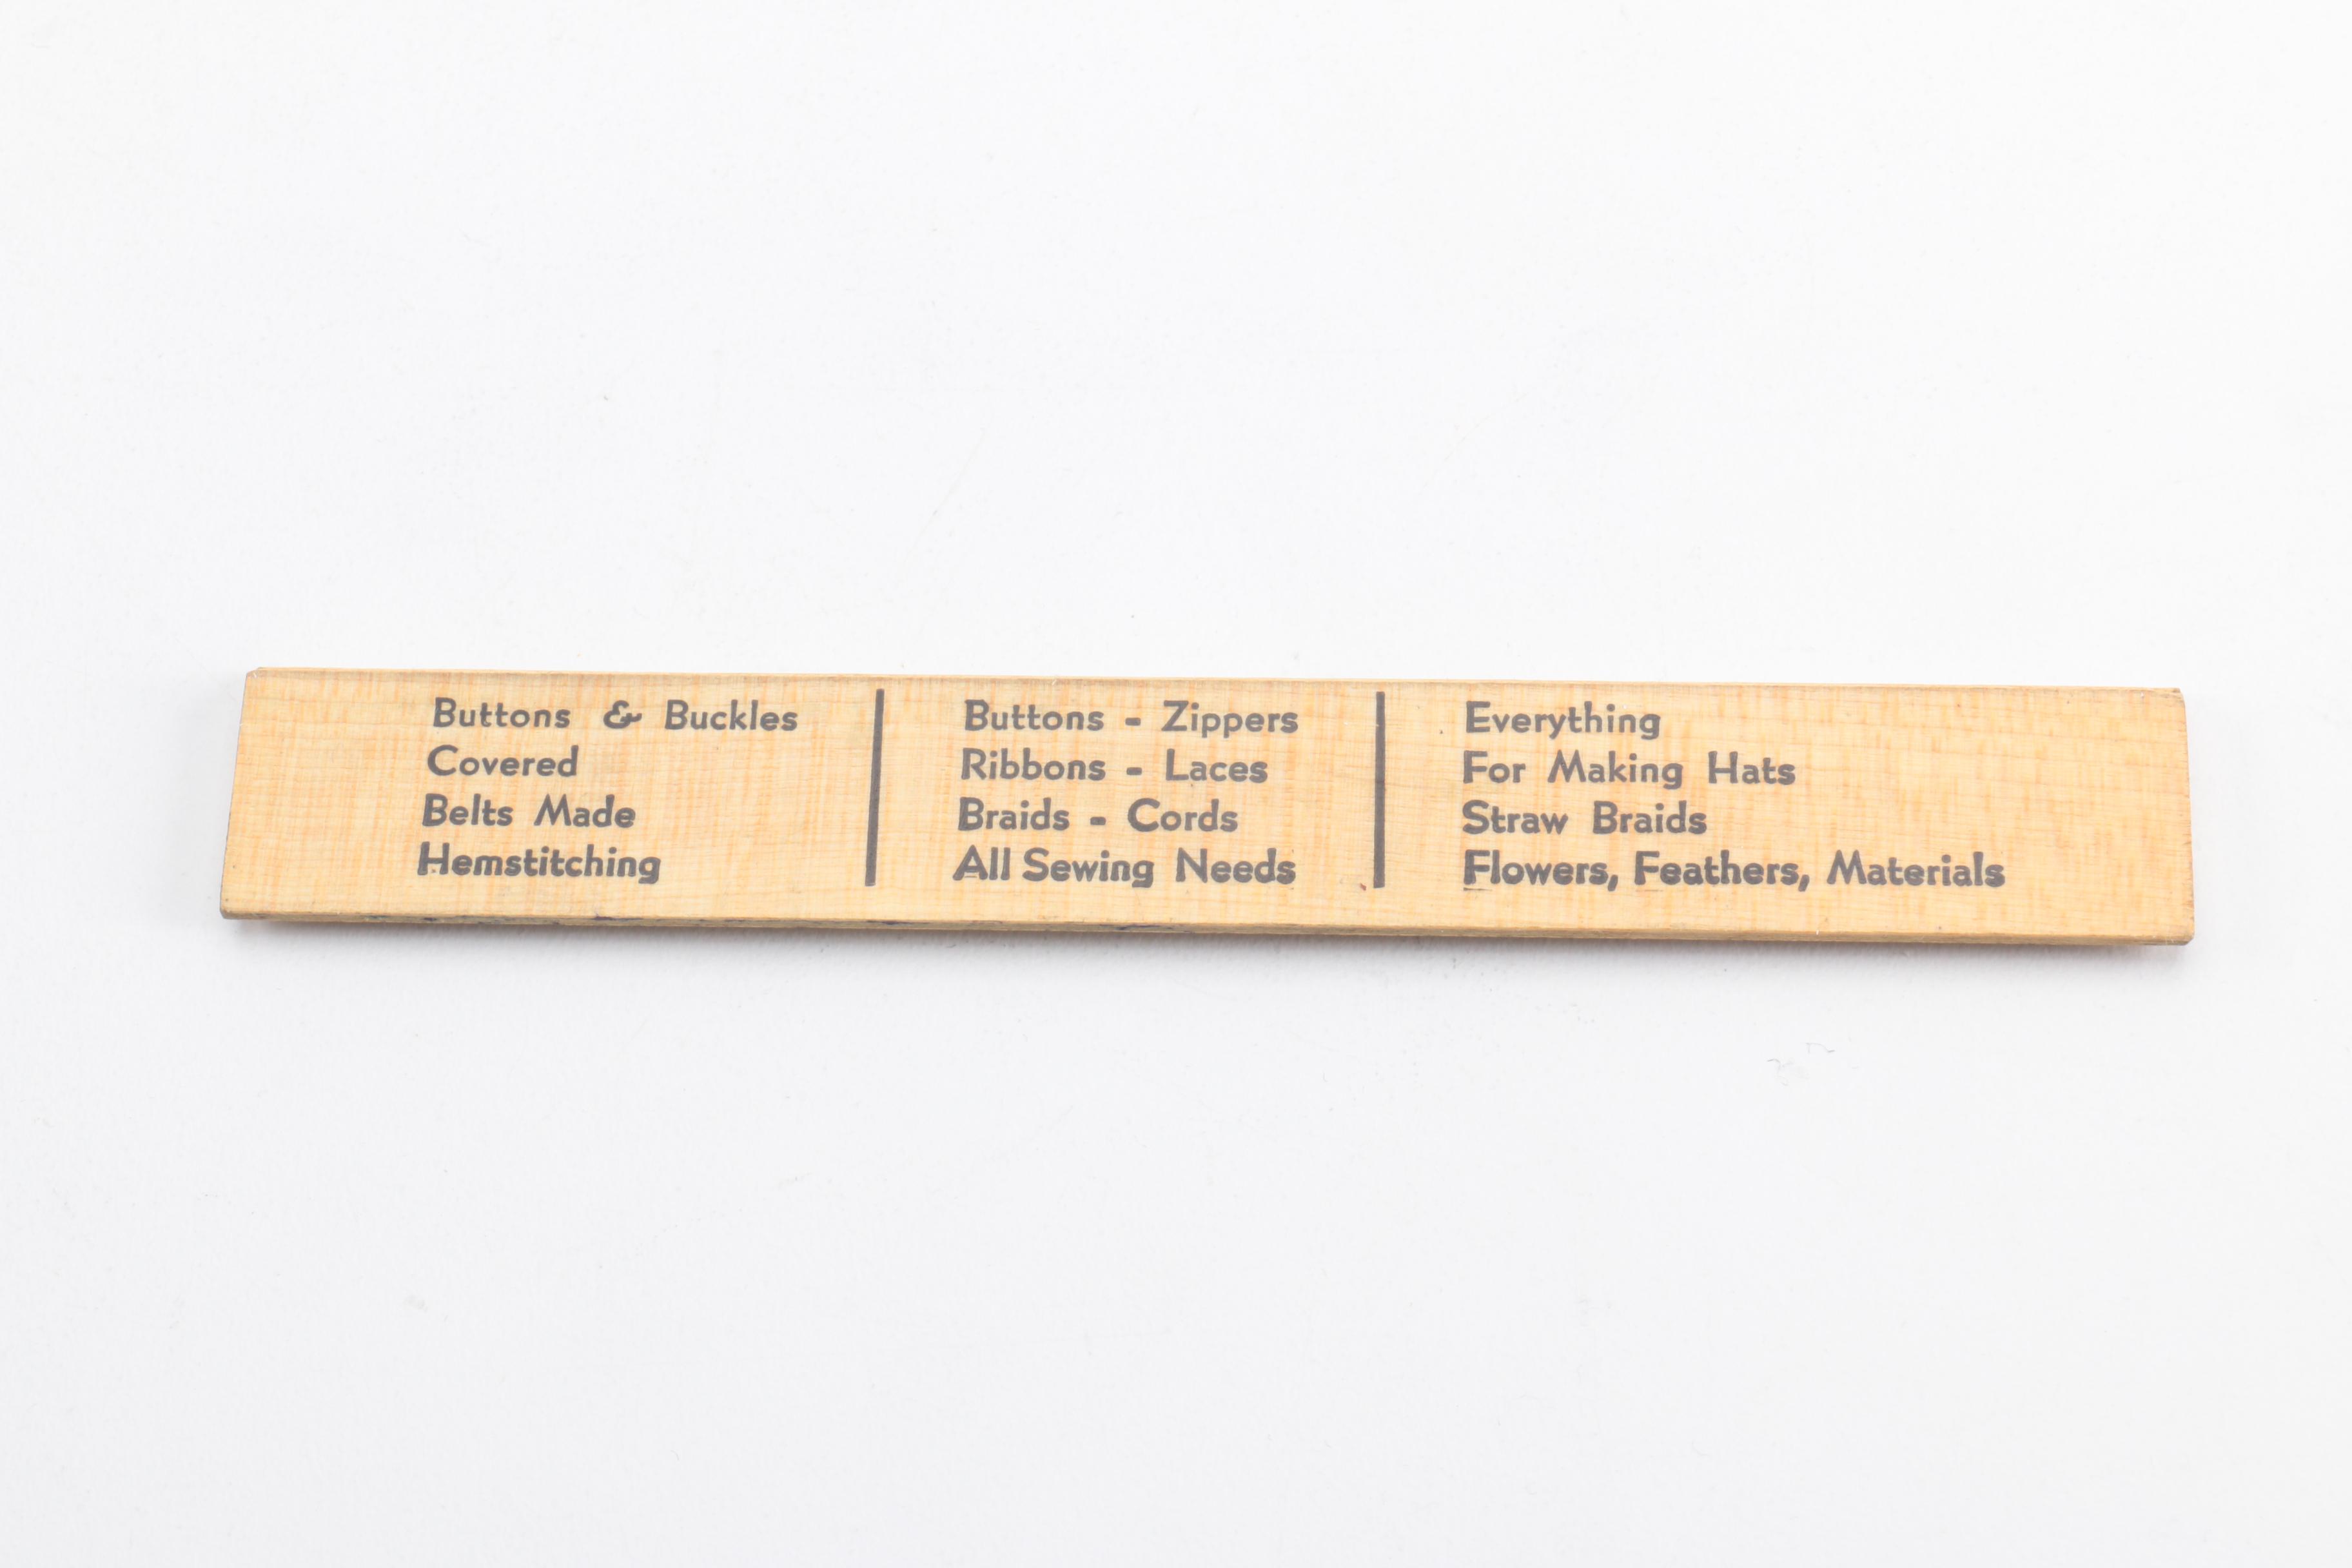 Buttons & Buckles
Covered
Belts Made
Hemstitching
Buttons - Zippers
Ribbons - Laces
Braids - Cords
All Sewing Needs
Everything
For Making Hats
Straw Braids
Flowers, Feathers, Materials